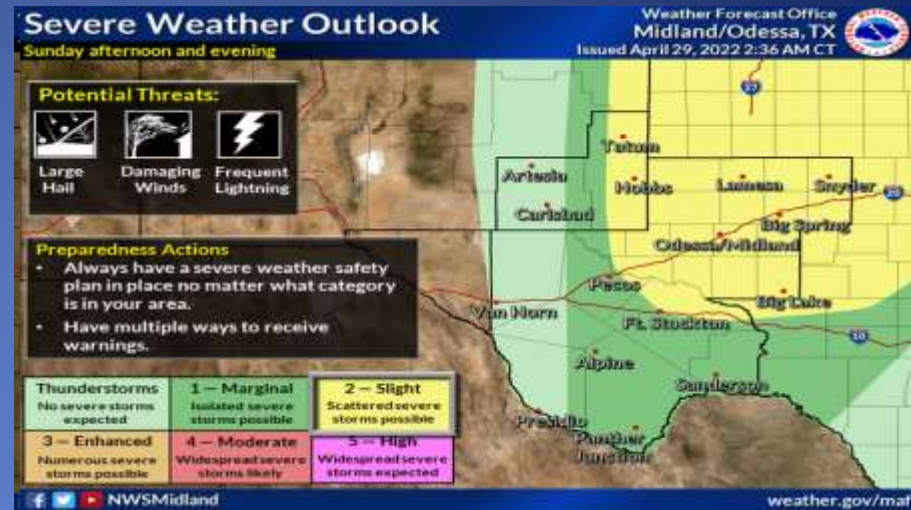 Severe Weather Outlook
Sunday afternoon and evening
Weather Forecast Office
Midland/Odessa, TX
Issued April 29, 2022 2:36 AM CT
Potential Threats:
Large
Hail
Damaging
Winds
Frequent
Lightning
Preparedness Actions
• Always have a severe weather safety
plan in place no matter what category
is in your area.
• Have multiple ways to receive
warnings.
27
Tatum
Artesia
Hobbs
Lamesa
Snyder
20
Carlsbad
Big Spring
Odessa/Midland
Pecos
Big Lake
Van Horn
Ft. Stockton
10
Alpine
Sanderson
Presidio
Panther
Junction
Thunderstorms
No severe storms
expected
1 — Marginal
Isolated severe
storms possible
2 — Slight
Scattered severe
storms possible
3 — Enhanced
Numerous severe
storms possible
4 — Moderate
Widespread severe
storms likely
5 — High
Widespread severe
storms expected
NWSMidland
weather.gov/maf